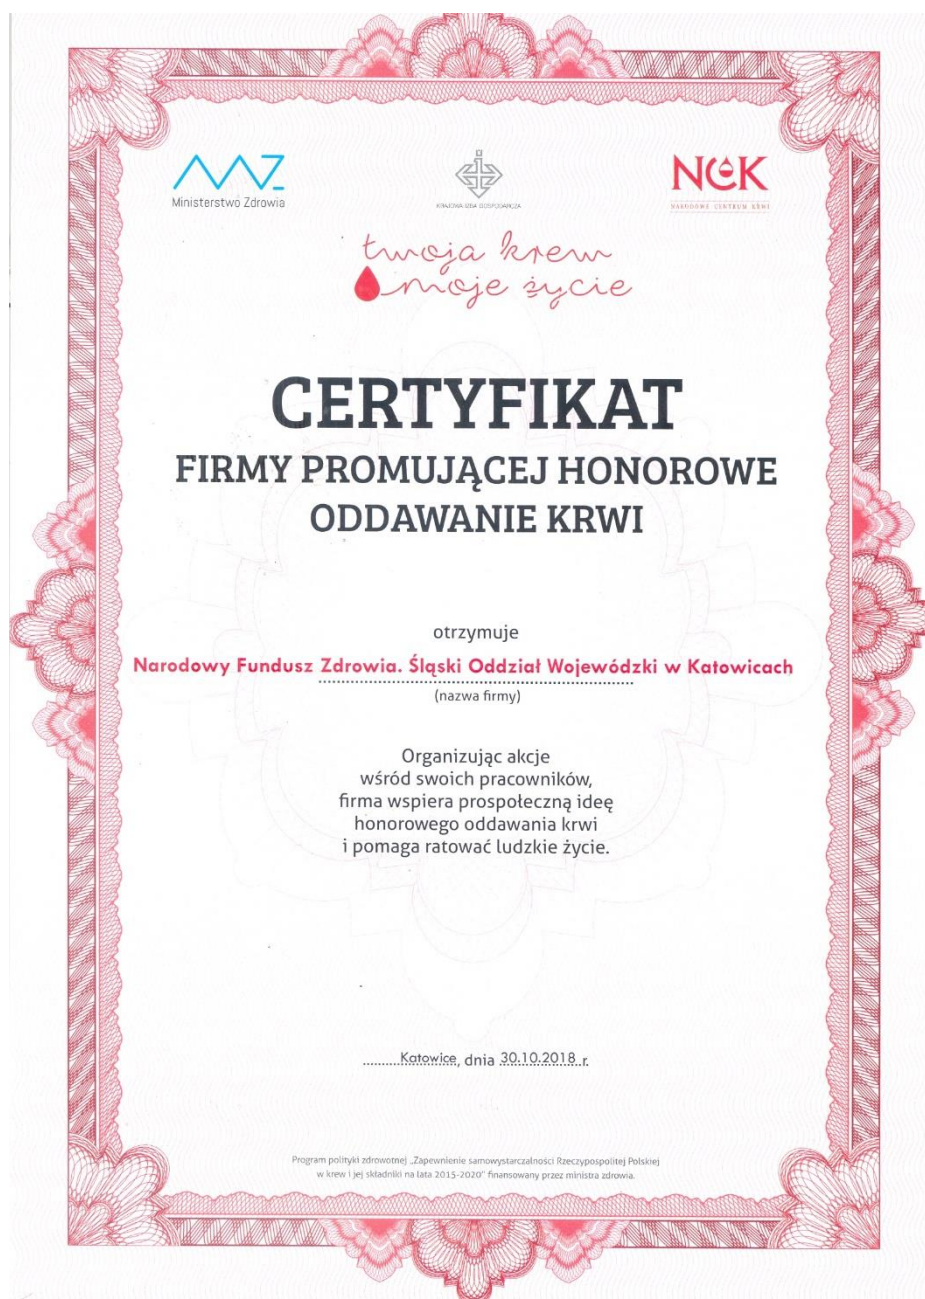 Ministerstwo Zdrowia
KRAJOWA IZBA GOSPODARCZA
NCK
NARODOWE CENTRUM KRWI
twoja krew
moje życie
CERTYFIKAT
FIRMY PROMUJĄCEJ HONOROWE
ODDAWANIE KRWI
otrzymuje
Narodowy Fundusz Zdrowia. Śląski Oddział Wojewódzki w Katowicach
(nazwa firmy)
Organizując akcje
wśród swoich pracowników,
firma wspiera prospołeczną ideę
honorowego oddawania krwi
i pomaga ratować ludzkie życie.
Katowice, dnia 30.10.2018 r.
Program polityki zdrowotnej „Zapewnienie samowystarczalności Rzeczypospolitej Polskiej
w krew i jej składniki na lata 2015-2020" finansowany przez ministra zdrowia.